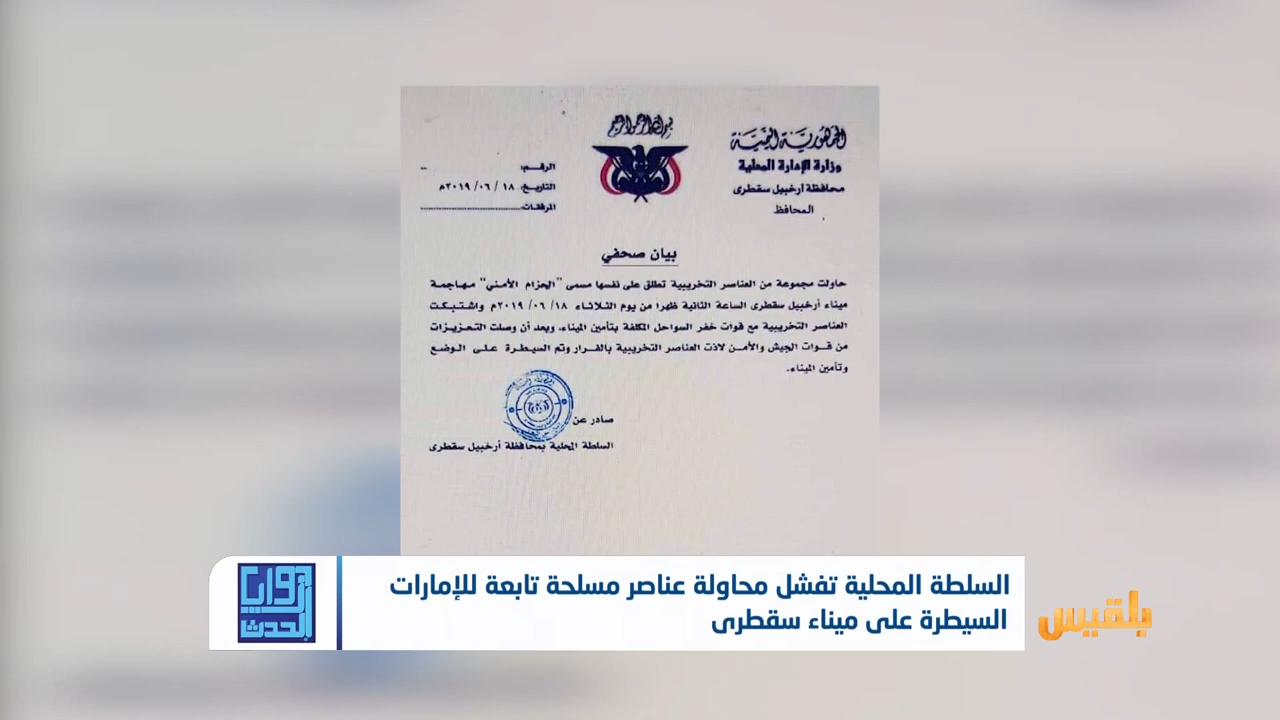 بسم الله الرحمن الرحيم
الجمهورية اليمنية
وزارة الإدارة المحلية
محافظة أرخبيل سقطرى
المحافظ
الرقم:
التاريخ: ١٨ / ٠٦ / ٢٠١٩م
المرفقات:
بيان صحفي
حاولت مجموعة من العناصر التخريبية تطلق على نفسها مسمى "الحزام الأمني" مهاجمة
ميناء أرخبيل سقطرى الساعة الثانية ظهراً من يوم الثلاثاء ١٨/ ٠٦/ ٢٠١٩م واشتبكت
العناصر التخريبية مع قوات خفر السواحل المكلفة بتأمين الميناء، وبعد أن وصلت التعزيزات
من قوات الجيش والأمن لاذت العناصر التخريبية بالفرار وتم السيطرة على الوضع
وتأمين الميناء.
صادر عن
السلطة المحلية بمحافظة أرخبيل سقطرى
السلطة المحلية تفشل محاولة عناصر مسلحة تابعة للإمارات
السيطرة على ميناء سقطرى
زوايا
الحدث
بلقيس